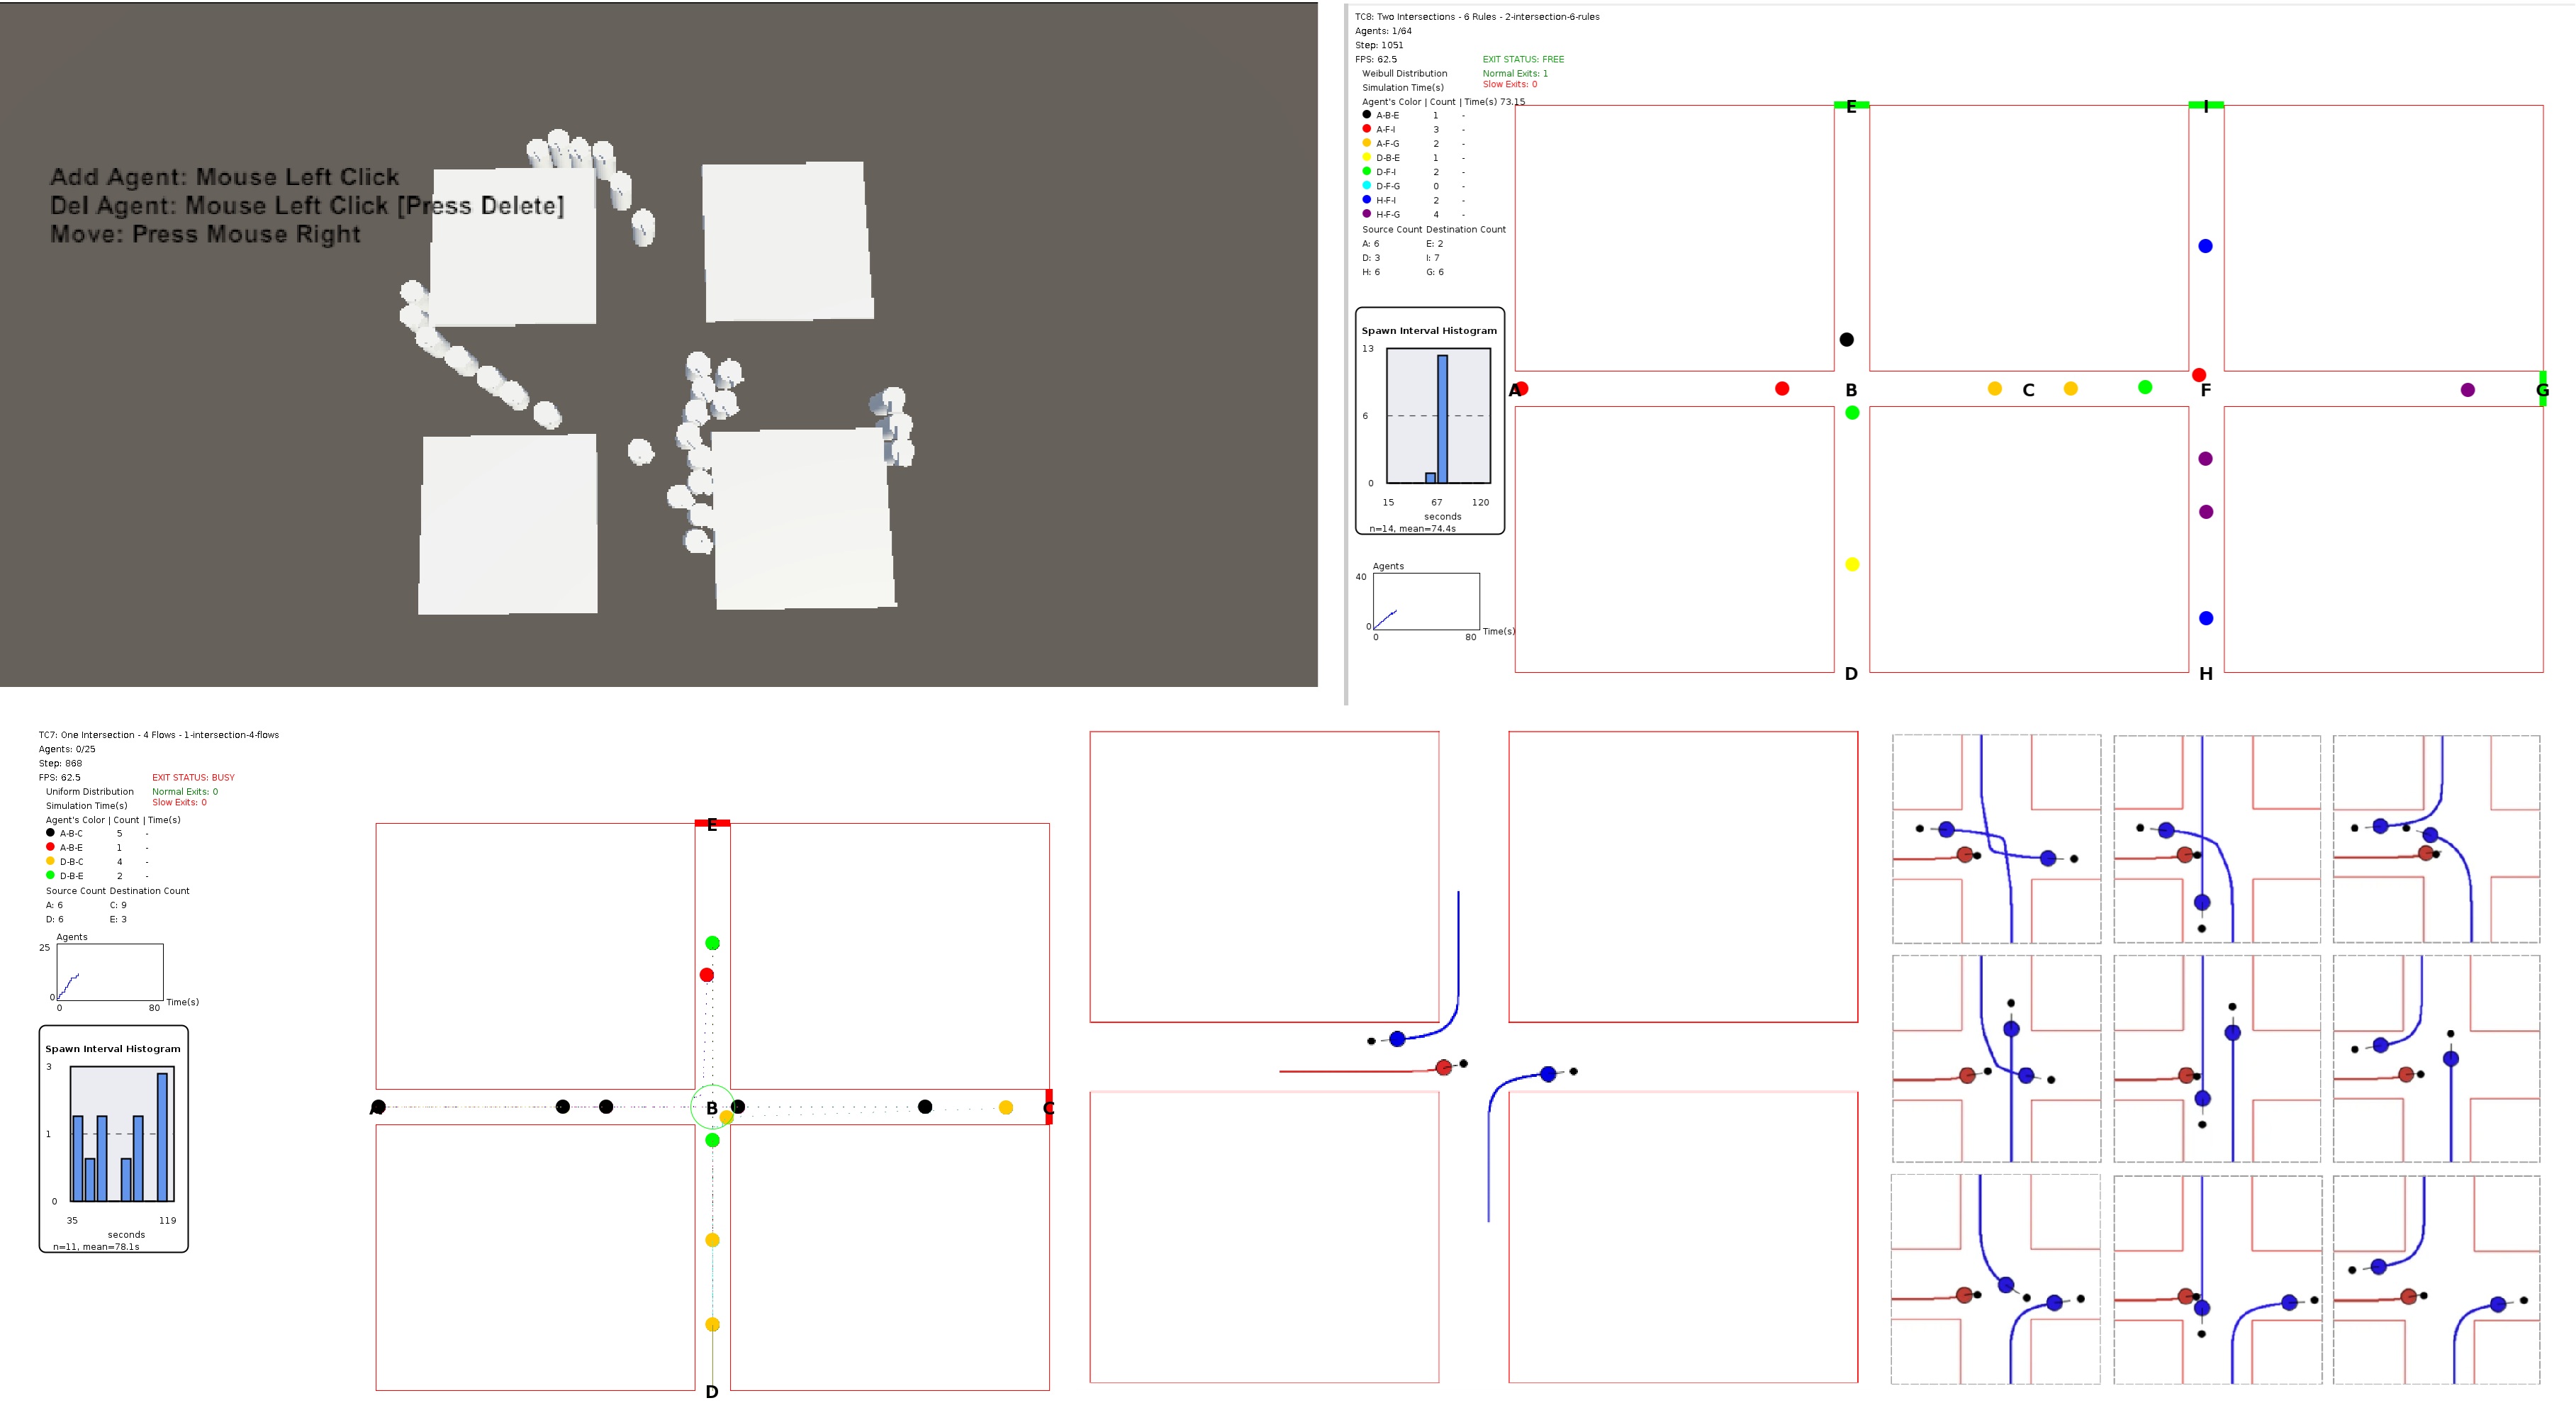 Add Agent: Mouse Left Click
Del Agent: Mouse Left Click [Press Delete]
Move: Press Mouse Right
TC8: Two Intersections - 6 Rules - 2-intersection-6-rules
Agents: 1/64
Step: 1051
FPS: 62.5 EXIT STATUS: FREE
Weibull Distribution Normal Exits: 1
Simulation Time(s) Slow Exits: 0
Agent's Color | Count | Time(s) 73.15
A-B-E 1 -
A-F-I 3 -
A-F-G 2 -
D-B-E 1 -
D-F-I 2 -
D-F-G 0 -
H-F-I 2 -
H-F-G 4 -
Source Count Destination Count
A: 6 E: 2
D: 3 I: 7
H: 6 G: 6
Spawn Interval Histogram
13
6
0
15 67 120
seconds
n=14, mean=74.4s
Agents
40
0
0 80 Time(s)
E I
A B C F G
D H
TC7: One Intersection - 4 Flows - 1-intersection-4-flows
Agents: 0/25
Step: 868
FPS: 62.5 EXIT STATUS: BUSY
Uniform Distribution Normal Exits: 0
Simulation Time(s) Slow Exits: 0
Agent's Color | Count | Time(s)
A-B-C 5 -
A-B-E 1 -
D-B-C 4 -
D-B-E 2 -
Source Count Destination Count
A: 6 C: 9
D: 6 E: 3
Agents
25
0
0 80 Time(s)
Spawn Interval Histogram
3
1
0
35 119
seconds
n=11, mean=78.1s
E
A B C
D